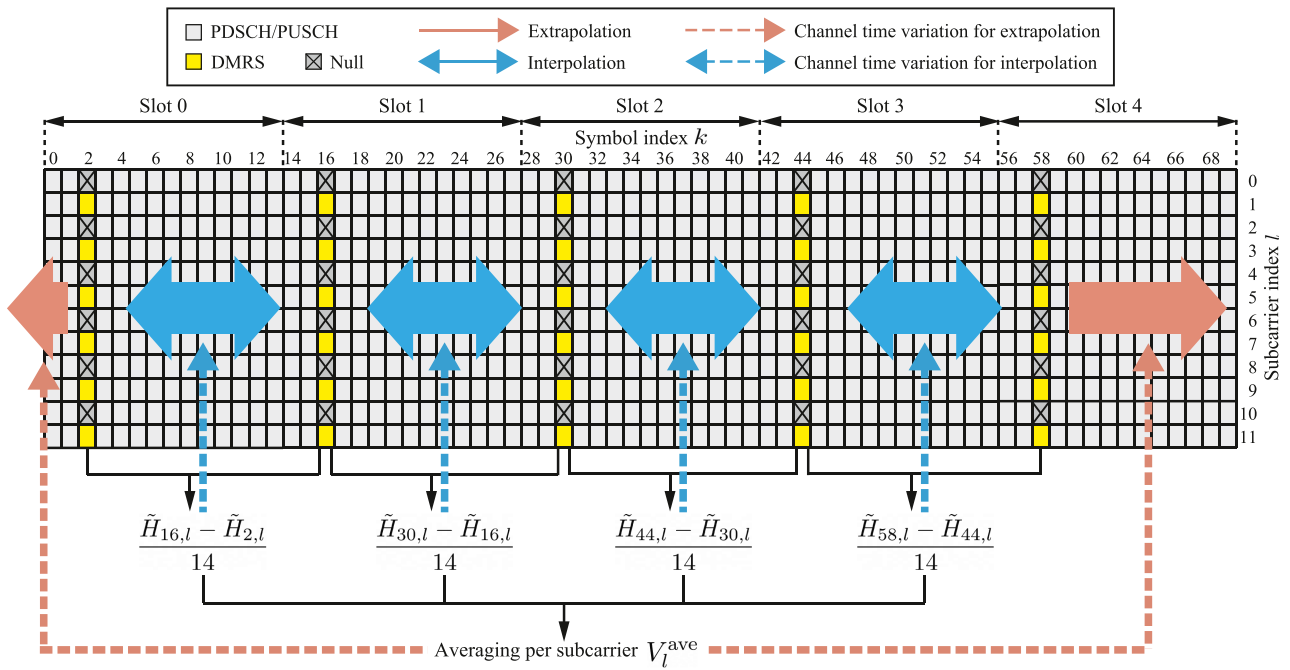 PDSCH/PUSCH Extrapolation Channel time variation for extrapolation
DMRS Null Interpolation Channel time variation for interpolation
Slot 0 Slot 1 Slot 2 Slot 3 Slot 4
Symbol index k
0 2 4 6 8 10 12 14 16 18 20 22 24 26 28 30 32 34 36 38 40 42 44 46 48 50 52 54 56 58 60 62 64 66 68
0
1
2
3
4
5
6
7
8
9
10
11
Subcarrier index l
H̃16,l − H̃2,l H̃30,l − H̃16,l H̃44,l − H̃30,l H̃58,l − H̃44,l
14 14 14 14
Averaging per subcarrier V_l^ave